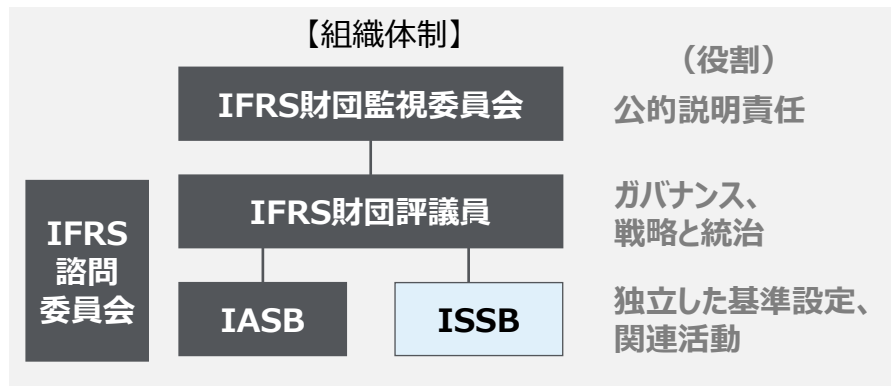 【組織体制】
（役割）
IFRS財団監視委員会
公的説明責任
IFRS財団評議員
ガバナンス、
戦略と統治
IFRS
諮問
委員会
IASB
ISSB
独立した基準設定、
関連活動